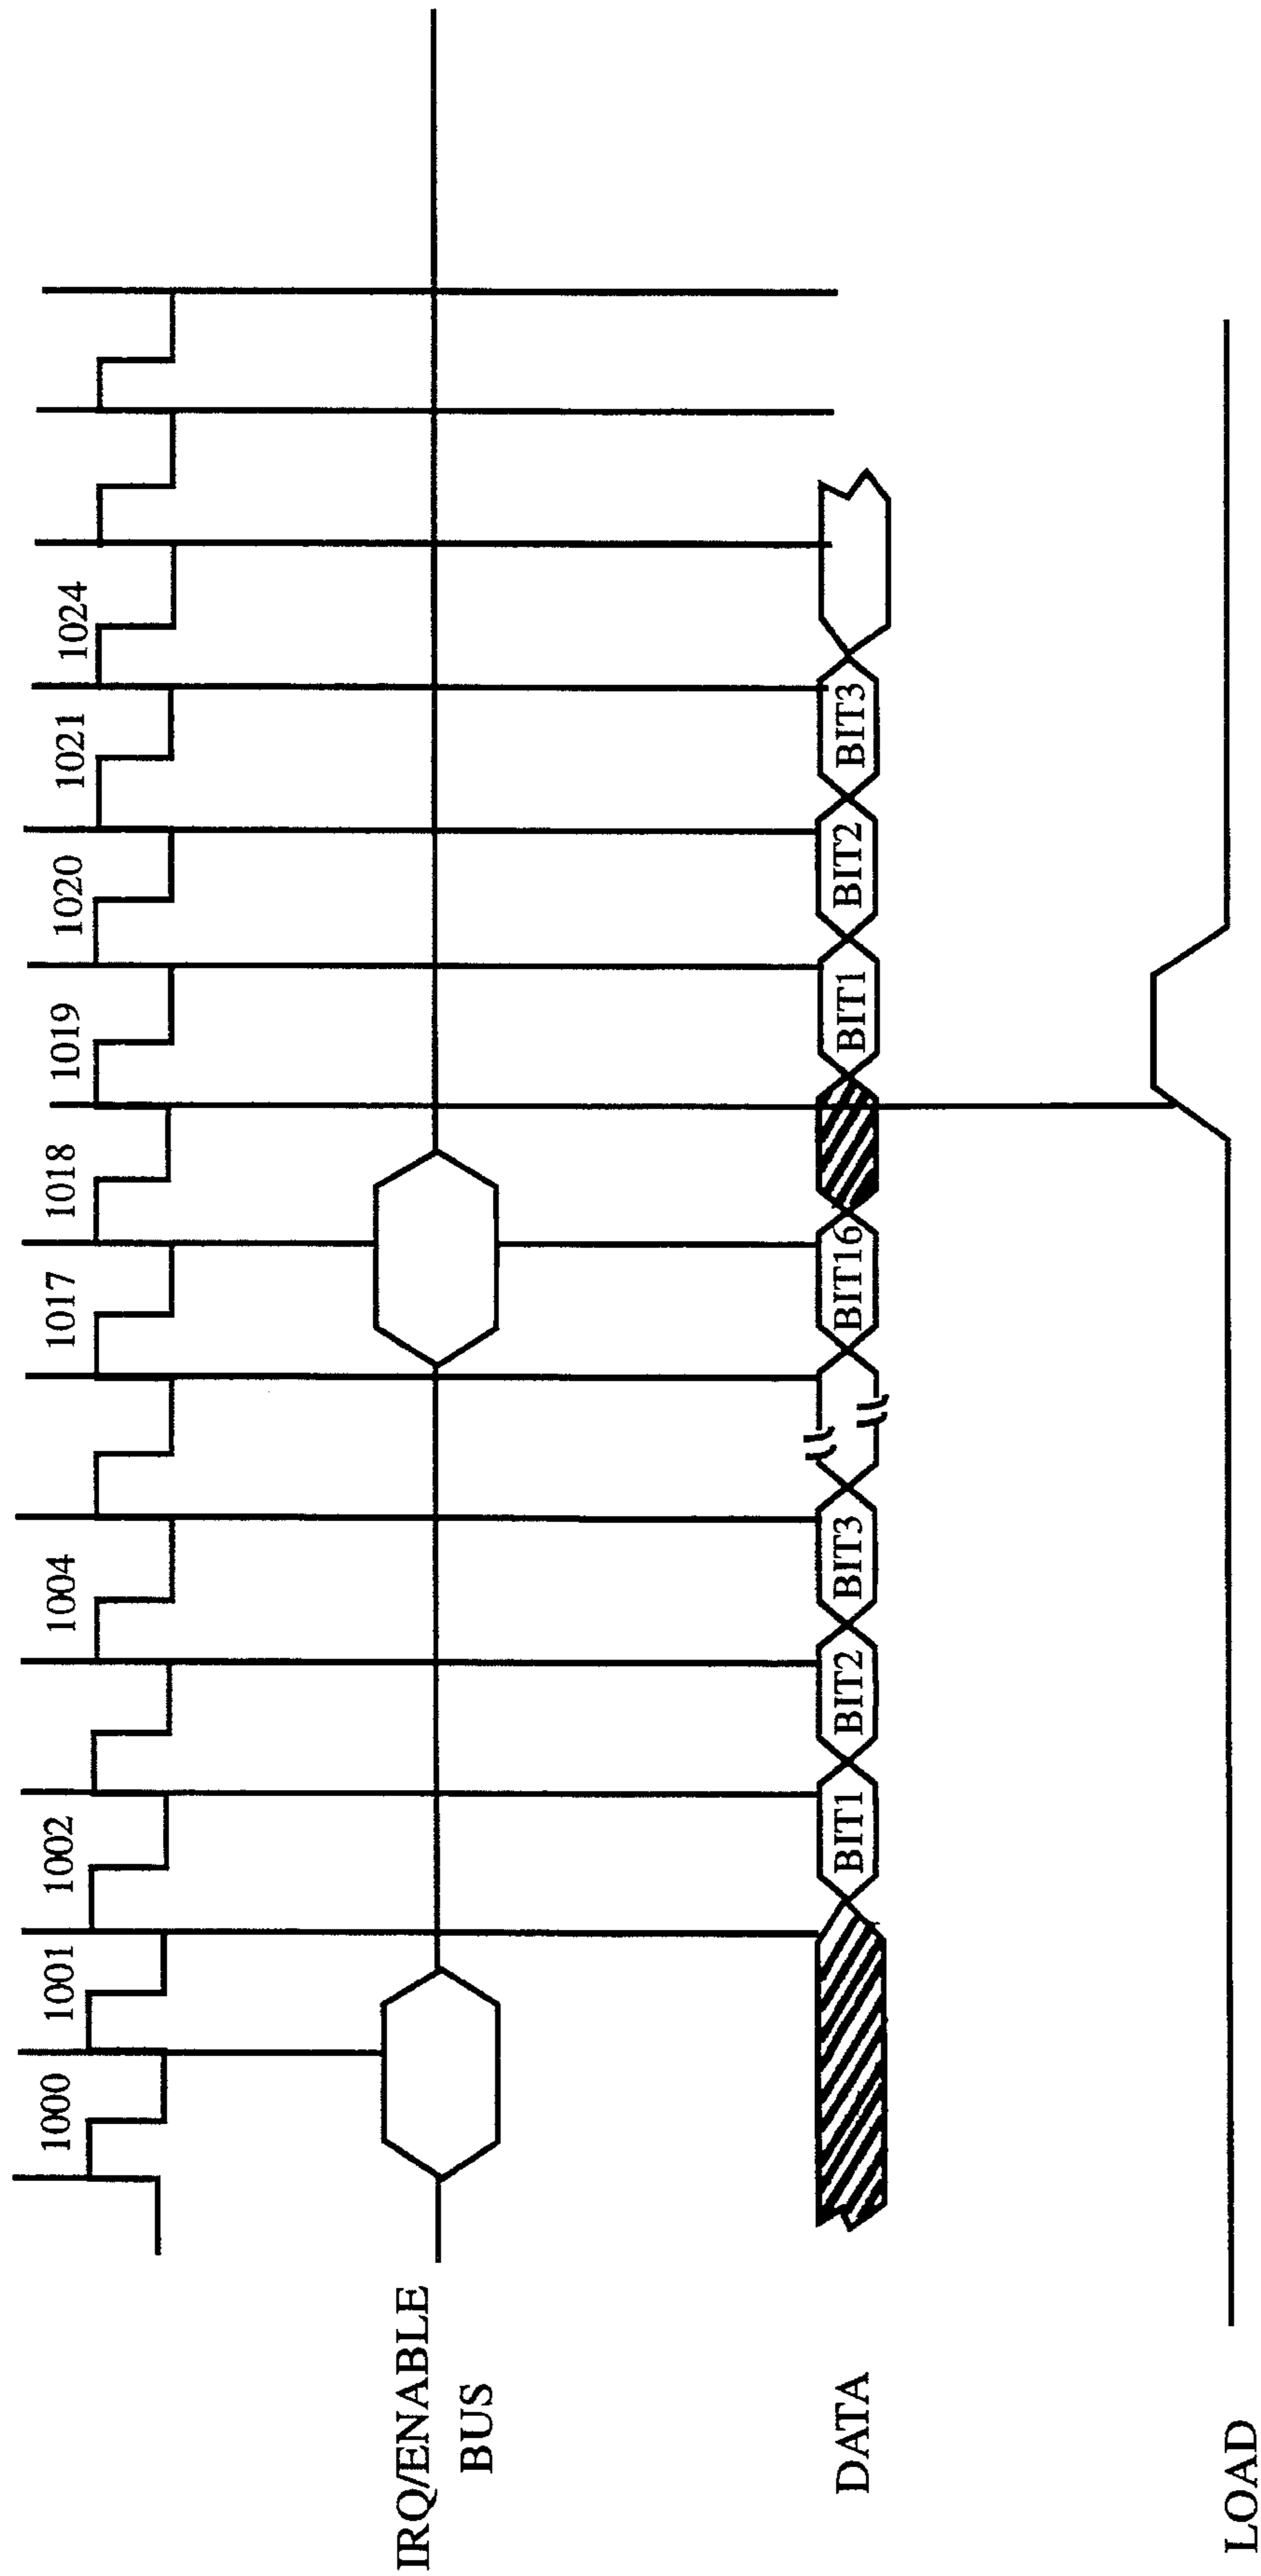 1000
1001
1002
1004
1017
1018
1019
1020
1021
1024
IRQ/ENABLE
BUS
DATA
BIT1
BIT2
BIT3
BIT16
BIT1
BIT2
BIT3
LOAD